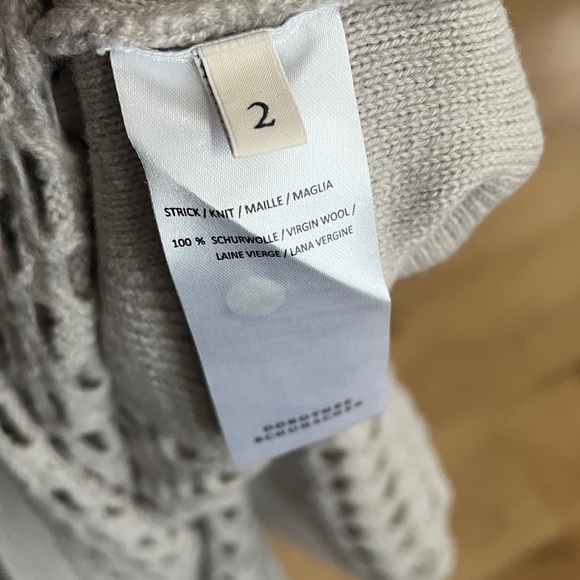 2
STRICK / KNIT / MAILLE / MAGLIA
100 % SCHURWOLLE / VIRGIN WOOL /
LAINE VIERGE / LANA VERGINE
DOROTHEE
SCHUMACHER